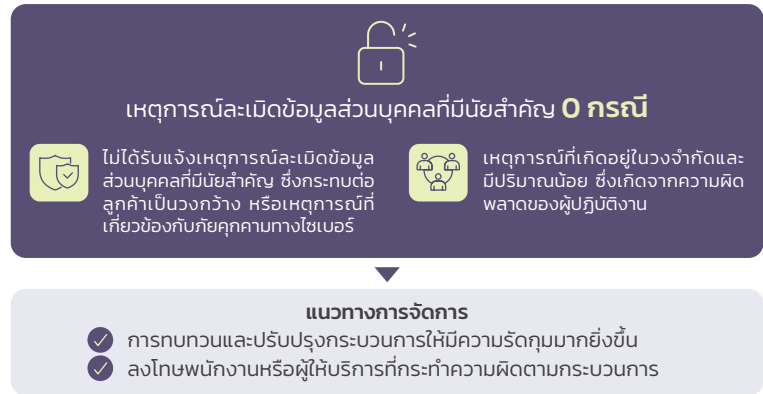 เหตุการณ์ละเมิดข้อมูลส่วนบุคคลที่มีนัยสำคัญ 0 กรณี
ไม่ได้รับแจ้งเหตุการณ์ละเมิดข้อมูล
ส่วนบุคคลที่มีนัยสำคัญ ซึ่งกระทบต่อ
ลูกค้าเป็นวงกว้าง หรือเหตุการณ์ที่
เกี่ยวข้องกับภัยคุกคามทางไซเบอร์
เหตุการณ์ที่เกิดอยู่ในวงจำกัดและ
มีปริมาณน้อย ซึ่งเกิดจากความผิด
พลาดของผู้ปฏิบัติงาน
แนวทางการจัดการ
การทบทวนและปรับปรุงกระบวนการให้มีความรัดกุมมากยิ่งขึ้น
ลงโทษพนักงานหรือผู้ให้บริการที่กระทำความผิดตามกระบวนการ